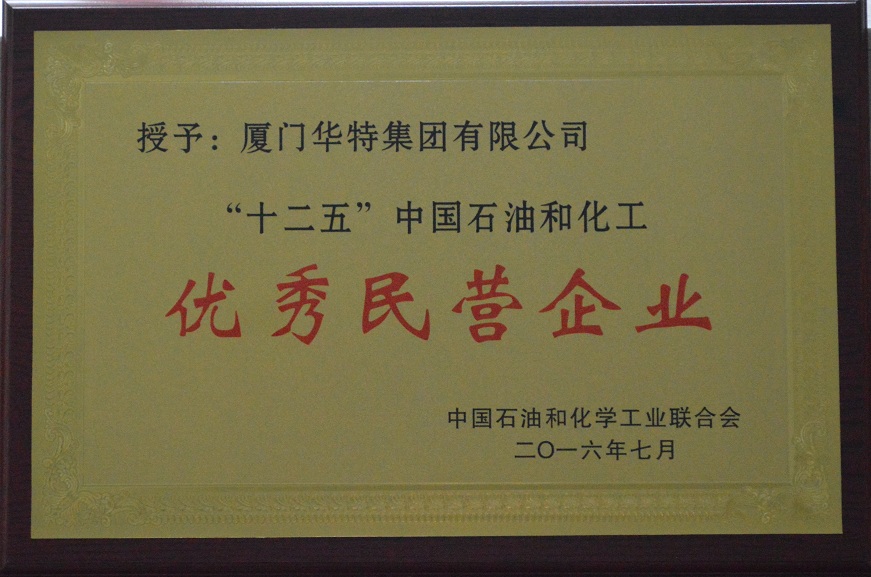 授予：厦门华特集团有限公司
“十二五”中国石油和化工
优秀民营企业
中国石油和化学工业联合会
二〇一六年七月